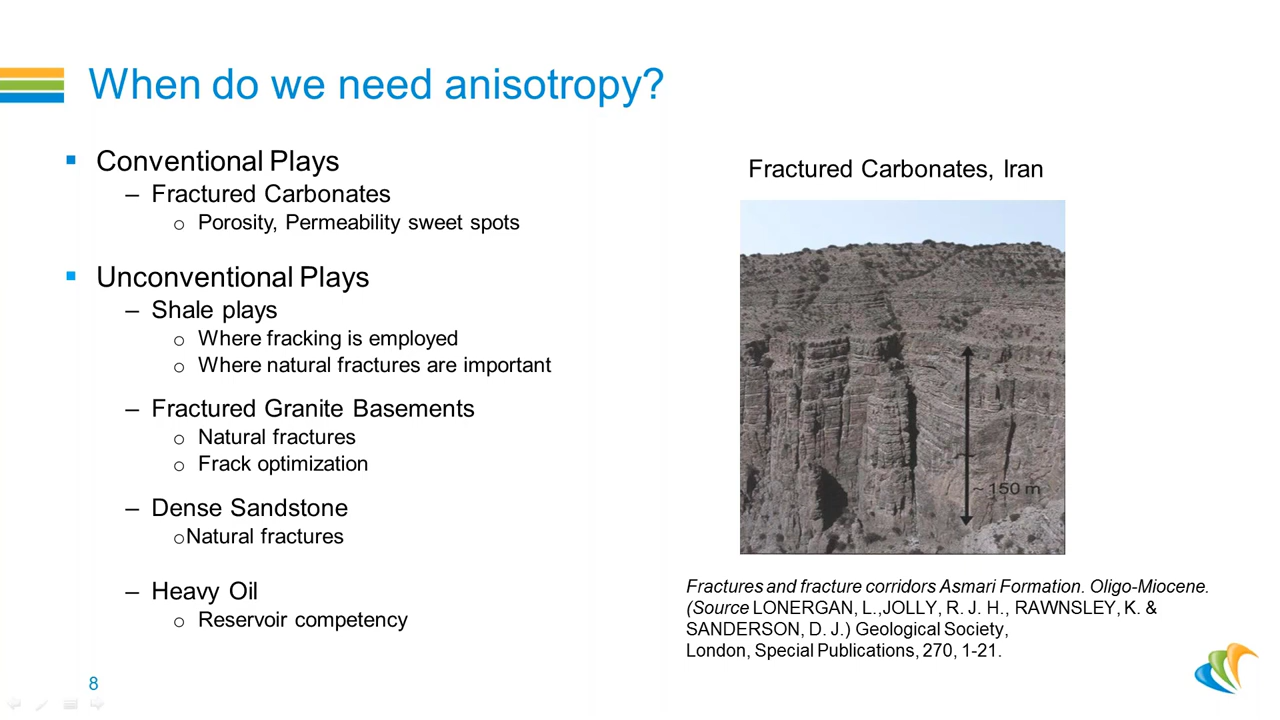 When do we need anisotropy?
▪ Conventional Plays
– Fractured Carbonates
o Porosity, Permeability sweet spots
▪ Unconventional Plays
– Shale plays
o Where fracking is employed
o Where natural fractures are important
– Fractured Granite Basements
o Natural fractures
o Frack optimization
– Dense Sandstone
oNatural fractures
– Heavy Oil
o Reservoir competency
8
Fractured Carbonates, Iran
~ 150 m
Fractures and fracture corridors Asmari Formation. Oligo-Miocene.
(Source LONERGAN, L.,JOLLY, R. J. H., RAWNSLEY, K. &
SANDERSON, D. J.) Geological Society,
London, Special Publications, 270, 1-21.